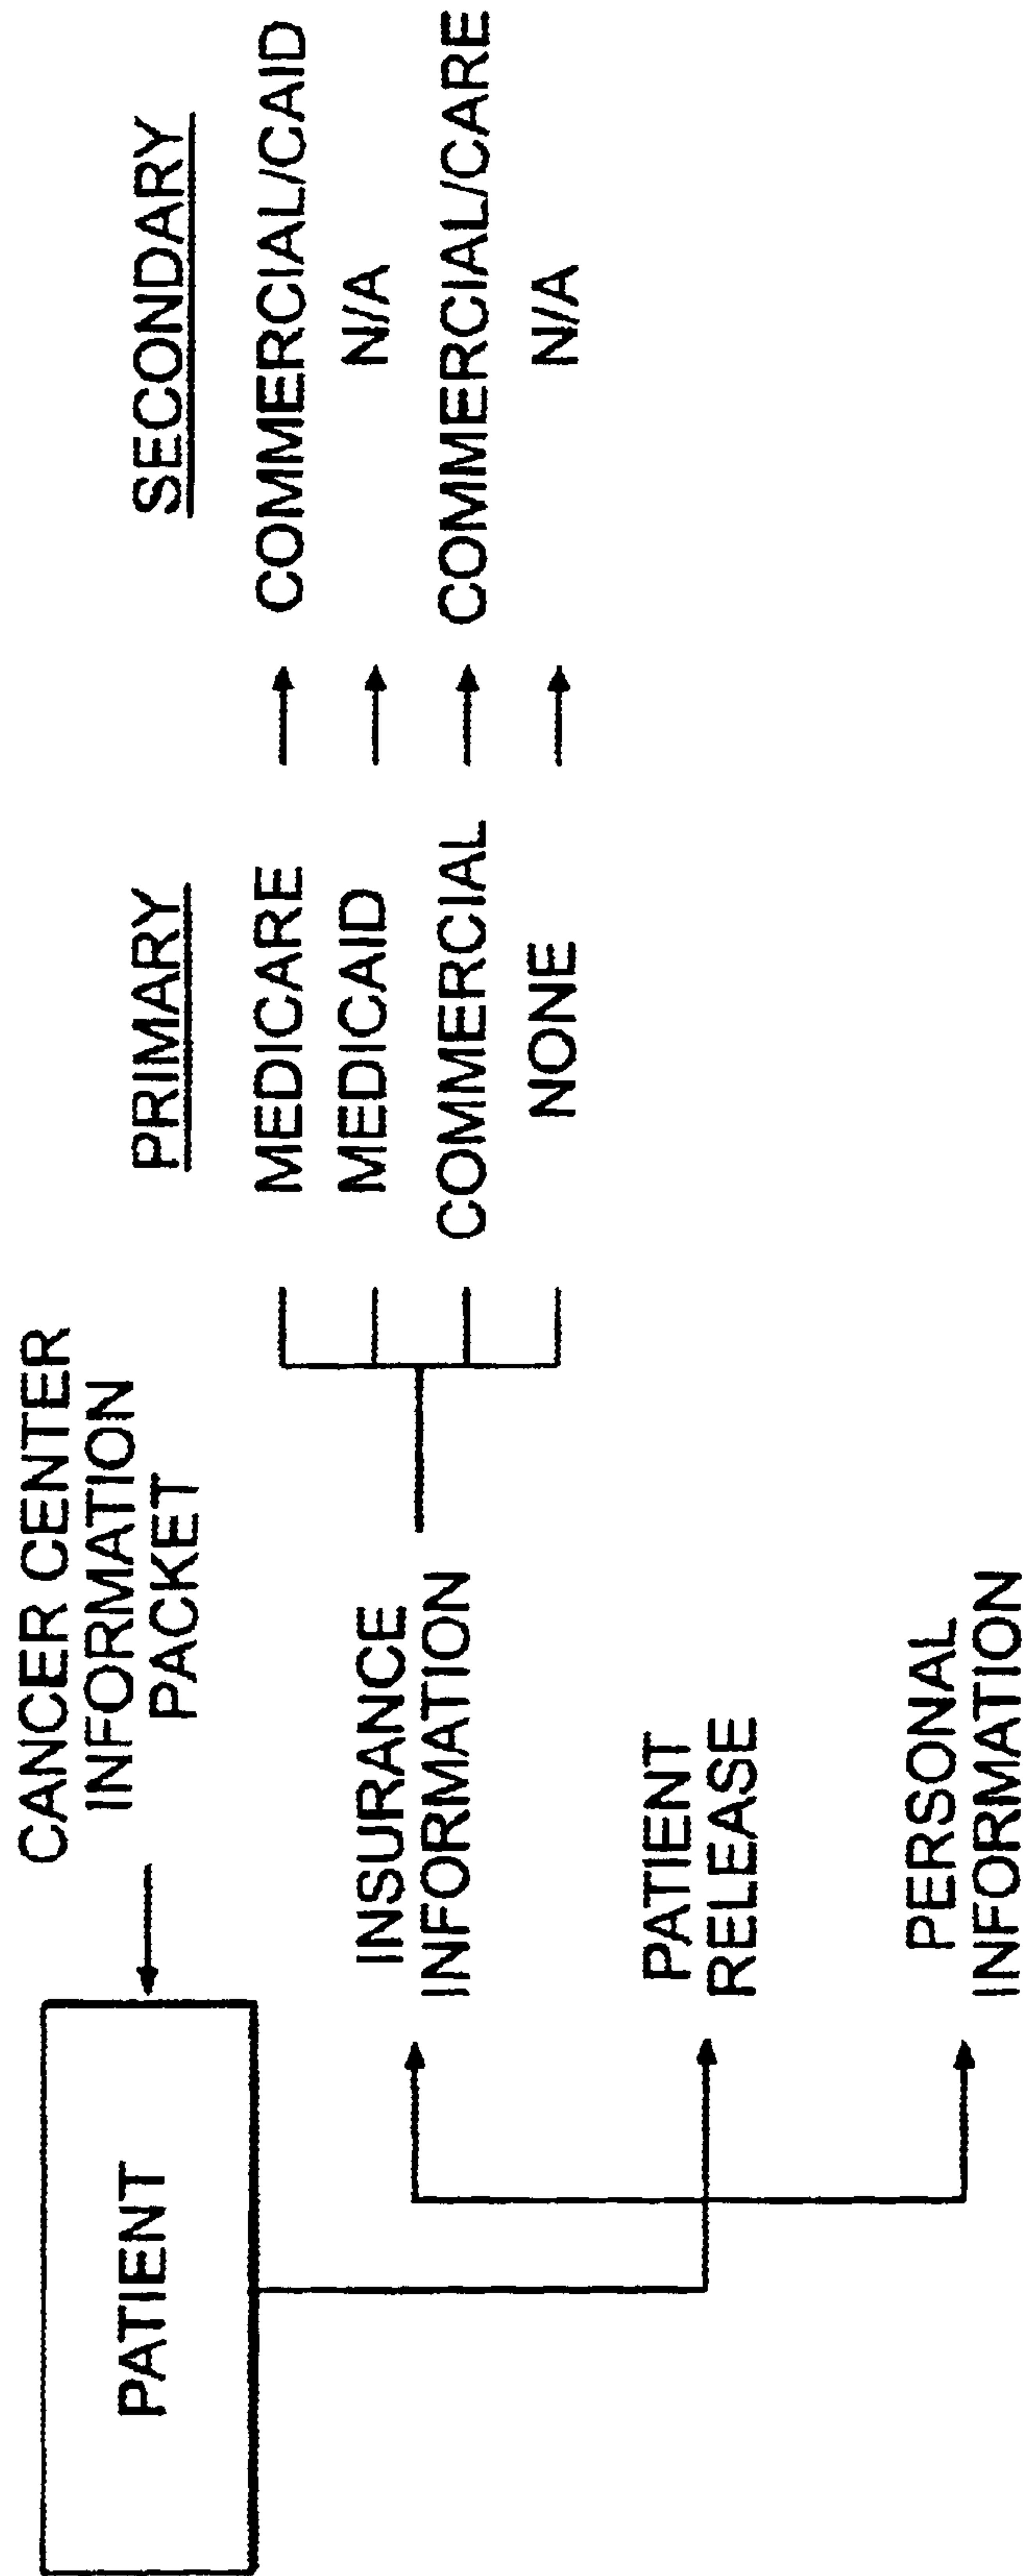 CANCER CENTER
INFORMATION
PACKET
PATIENT
PRIMARY
SECONDARY
MEDICARE
COMMERCIAL/CAID
MEDICAID
N/A
COMMERCIAL
COMMERCIAL/CARE
NONE
N/A
INSURANCE
INFORMATION
PATIENT
RELEASE
PERSONAL
INFORMATION